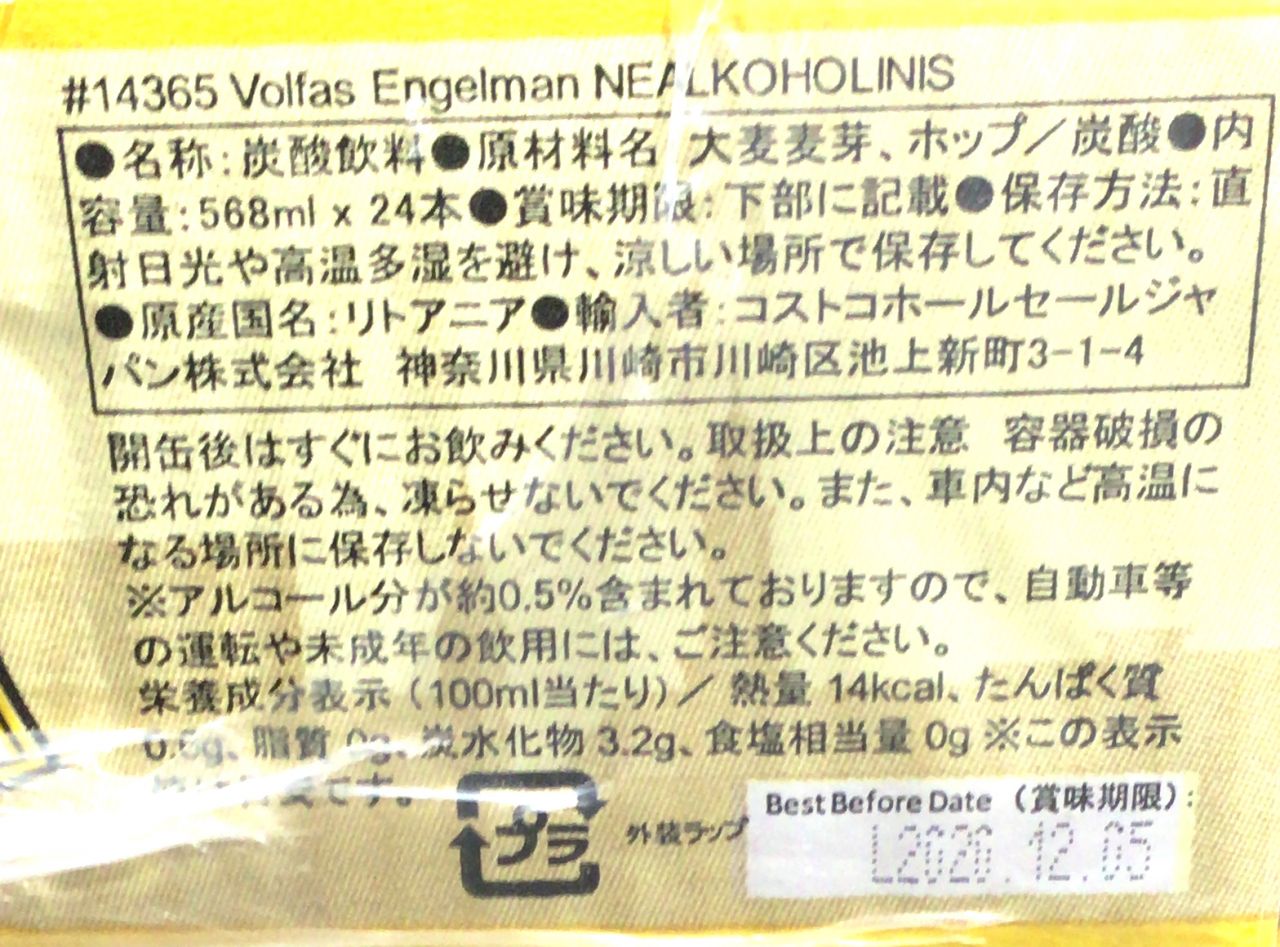 #14365 Volfas Engelman NEALKOHOLINIS
●名称:炭酸飲料●原材料名 大麦麦芽、ホップ/炭酸●内
容量:568ml x 24本●賞味期限:下部に記載●保存方法:直
射日光や高温多湿を避け、涼しい場所で保存してください。
●原産国名:リトアニア●輸入者:コストコホールセールジャ
パン株式会社 神奈川県川崎市川崎区池上新町3-1-4
開缶後はすぐにお飲みください。取扱上の注意 容器破損の
恐れがある為、凍らせないでください。また、車内など高温に
なる場所に保存しないでください。
※アルコール分が約0.5%含まれておりますので、自動車等
の運転や未成年の飲用には、ご注意ください。
栄養成分表示(100ml当たり)/ 熱量 14kcal、たんぱく質
0.6g、脂質 0g、炭水化物 3.2g、食塩相当量 0g ※この表示
です。
プラ
外装ラップ
Best Before Date(賞味期限):
L2020.12.05